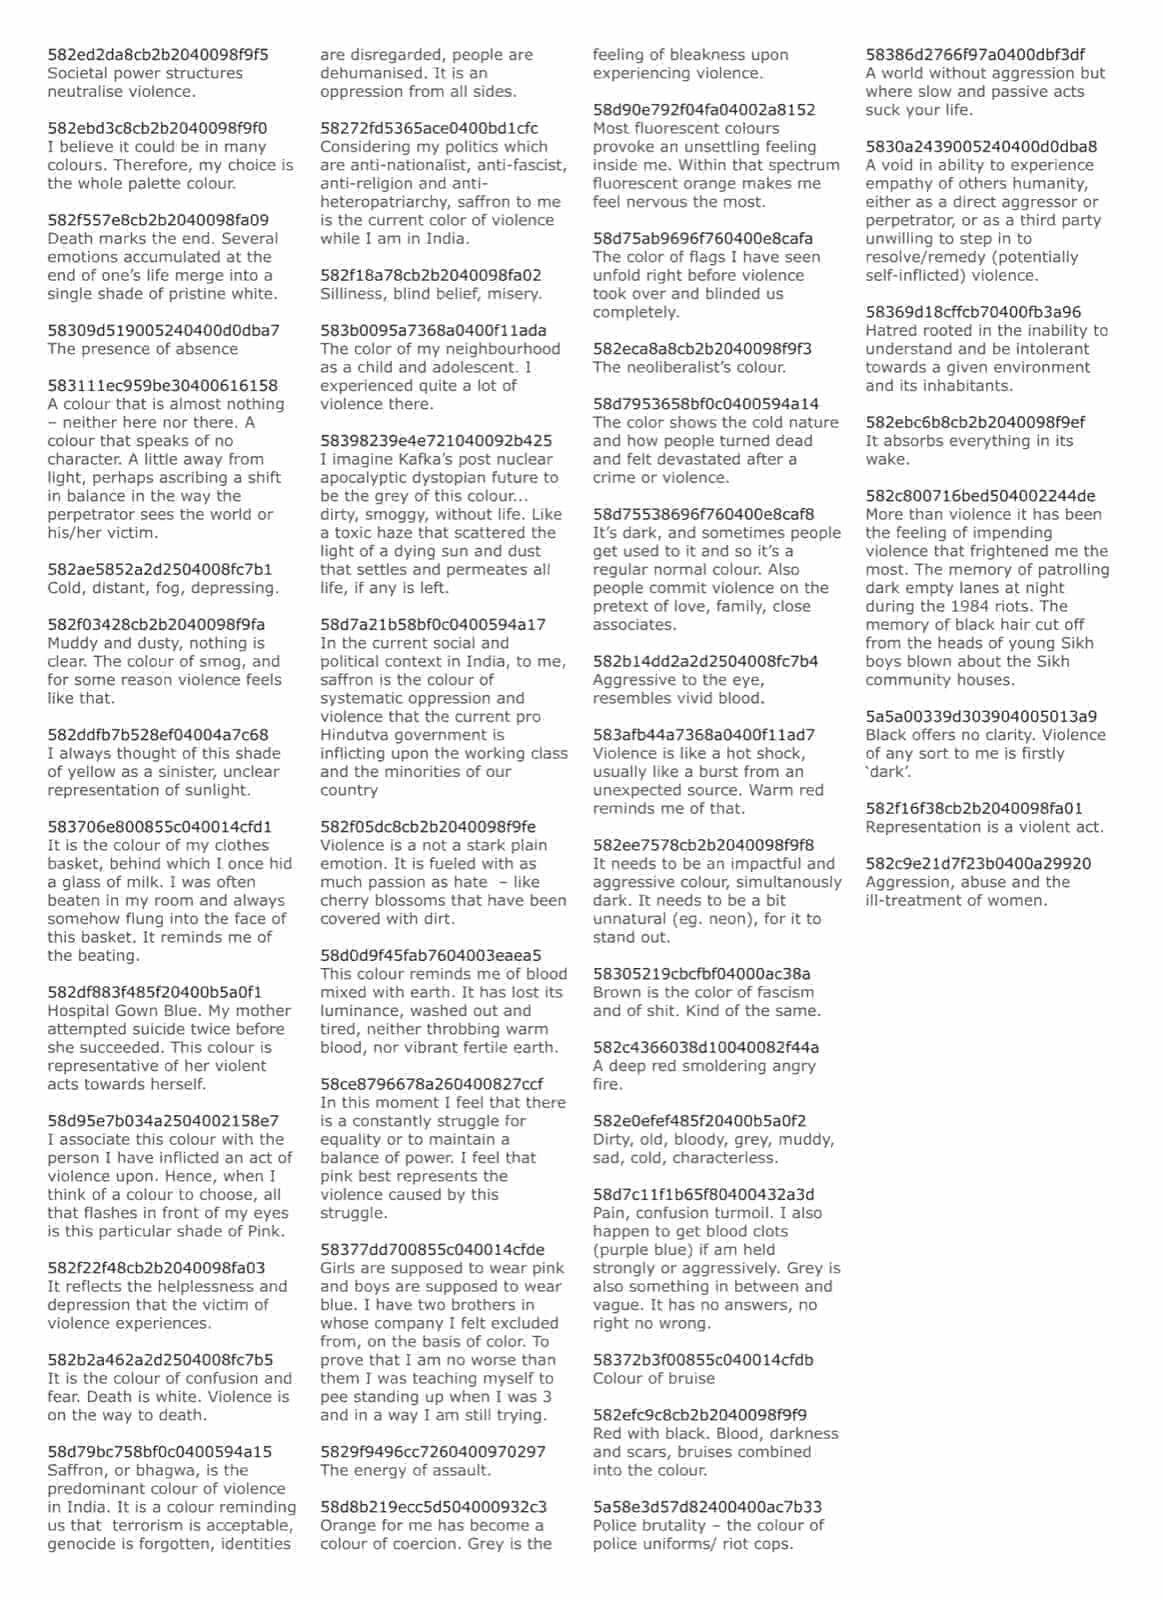 582ed2da8cb2b2040098f9f5
Societal power structures
neutralise violence.
582ebd3c8cb2b2040098f9f0
I believe it could be in many
colours. Therefore, my choice is
the whole palette colour.
582f557e8cb2b2040098fa09
Death marks the end. Several
emotions accumulated at the
end of one’s life merge into a
single shade of pristine white.
58309d519005240400d0dba7
The presence of absence
583111ec959be30400616158
A colour that is almost nothing
– neither here nor there. A
colour that speaks of no
character. A little away from
light, perhaps ascribing a shift
in balance in the way the
perpetrator sees the world or
his/her victim.
582ae5852a2d2504008fc7b1
Cold, distant, fog, depressing.
582f03428cb2b2040098f9fa
Muddy and dusty, nothing is
clear. The colour of smog, and
for some reason violence feels
like that.
582ddfb7b528ef04004a7c68
I always thought of this shade
of yellow as a sinister, unclear
representation of sunlight.
583706e800855c040014cfd1
It is the colour of my clothes
basket, behind which I once hid
a glass of milk. I was often
beaten in my room and always
somehow flung into the face of
this basket. It reminds me of
the beating.
582df883f485f20400b5a0f1
Hospital Gown Blue. My mother
attempted suicide twice before
she succeeded. This colour is
representative of her violent
acts towards herself.
58d95e7b034a2504002158e7
I associate this colour with the
person I have inflicted an act of
violence upon. Hence, when I
think of a colour to choose, all
that flashes in front of my eyes
is this particular shade of Pink.
582f22f48cb2b2040098fa03
It reflects the helplessness and
depression that the victim of
violence experiences.
582b2a462a2d2504008fc7b5
It is the colour of confusion and
fear. Death is white. Violence is
on the way to death.
58d79bc758bf0c0400594a15
Saffron, or bhagwa, is the
predominant colour of violence
in India. It is a colour reminding
us that  terrorism is acceptable,
genocide is forgotten, identities
are disregarded, people are
dehumanised. It is an
oppression from all sides.
58272fd5365ace0400bd1cfc
Considering my politics which
are anti-nationalist, anti-fascist,
anti-religion and anti-
heteropatriarchy, saffron to me
is the current color of violence
while I am in India.
582f18a78cb2b2040098fa02
Silliness, blind belief, misery.
583b0095a7368a0400f11ada
The color of my neighbourhood
as a child and adolescent. I
experienced quite a lot of
violence there.
58398239e4e721040092b425
I imagine Kafka’s post nuclear
apocalyptic dystopian future to
be the grey of this colour...
dirty, smoggy, without life. Like
a toxic haze that scattered the
light of a dying sun and dust
that settles and permeates all
life, if any is left.
58d7a21b58bf0c0400594a17
In the current social and
political context in India, to me,
saffron is the colour of
systematic oppression and
violence that the current pro
Hindutva government is
inflicting upon the working class
and the minorities of our
country
582f05dc8cb2b2040098f9fe
Violence is a not a stark plain
emotion. It is fueled with as
much passion as hate  – like
cherry blossoms that have been
covered with dirt.
58d0d9f45fab7604003eaea5
This colour reminds me of blood
mixed with earth. It has lost its
luminance, washed out and
tired, neither throbbing warm
blood, nor vibrant fertile earth.
58ce8796678a260400827ccf
In this moment I feel that there
is a constantly struggle for
equality or to maintain a
balance of power. I feel that
pink best represents the
violence caused by this
struggle.
58377dd700855c040014cfde
Girls are supposed to wear pink
and boys are supposed to wear
blue. I have two brothers in
whose company I felt excluded
from, on the basis of color. To
prove that I am no worse than
them I was teaching myself to
pee standing up when I was 3
and in a way I am still trying.
5829f9496cc7260400970297
The energy of assault.
58d8b219ecc5d504000932c3
Orange for me has become a
colour of coercion. Grey is the
feeling of bleakness upon
experiencing violence.
58d90e792f04fa04002a8152
Most fluorescent colours
provoke an unsettling feeling
inside me. Within that spectrum
fluorescent orange makes me
feel nervous the most.
58d75ab9696f760400e8cafa
The color of flags I have seen
unfold right before violence
took over and blinded us
completely.
582eca8a8cb2b2040098f9f3
The neoliberalist’s colour.
58d7953658bf0c0400594a14
The color shows the cold nature
and how people turned dead
and felt devastated after a
crime or violence.
58d75538696f760400e8caf8
It’s dark, and sometimes people
get used to it and so it’s a
regular normal colour. Also
people commit violence on the
pretext of love, family, close
associates.
582b14dd2a2d2504008fc7b4
Aggressive to the eye,
resembles vivid blood.
583afb44a7368a0400f11ad7
Violence is like a hot shock,
usually like a burst from an
unexpected source. Warm red
reminds me of that.
582ee7578cb2b2040098f9f8
It needs to be an impactful and
aggressive colour, simultanously
dark. It needs to be a bit
unnatural (eg. neon), for it to
stand out.
58305219cbcfbf04000ac38a
Brown is the color of fascism
and of shit. Kind of the same.
582c4366038d10040082f44a
A deep red smoldering angry
fire.
582e0efef485f20400b5a0f2
Dirty, old, bloody, grey, muddy,
sad, cold, characterless.
58d7c11f1b65f80400432a3d
Pain, confusion turmoil. I also
happen to get blood clots
(purple blue) if am held
strongly or aggressively. Grey is
also something in between and
vague. It has no answers, no
right no wrong.
58372b3f00855c040014cfdb
Colour of bruise
582efc9c8cb2b2040098f9f9
Red with black. Blood, darkness
and scars, bruises combined
into the colour.
5a58e3d57d82400400ac7b33
Police brutality – the colour of
police uniforms/ riot cops.
58386d2766f97a0400dbf3df
A world without aggression but
where slow and passive acts
suck your life.
5830a2439005240400d0dba8
A void in ability to experience
empathy of others humanity,
either as a direct aggressor or
perpetrator, or as a third party
unwilling to step in to
resolve/remedy (potentially
self-inflicted) violence.
58369d18cffcb70400fb3a96
Hatred rooted in the inability to
understand and be intolerant
towards a given environment
and its inhabitants.
582ebc6b8cb2b2040098f9ef
It absorbs everything in its
wake.
582c800716bed504002244de
More than violence it has been
the feeling of impending
violence that frightened me the
most. The memory of patrolling
dark empty lanes at night
during the 1984 riots. The
memory of black hair cut off
from the heads of young Sikh
boys blown about the Sikh
community houses.
5a5a00339d303904005013a9
Black offers no clarity. Violence
of any sort to me is firstly
‘dark’.
582f16f38cb2b2040098fa01
Representation is a violent act.
582c9e21d7f23b0400a29920
Aggression, abuse and the
ill-treatment of women.